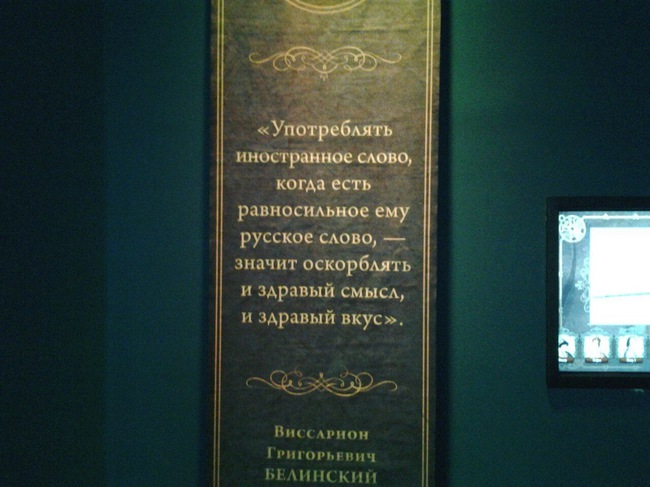 «Употреблять
иностранное слово,
когда есть
равносильное ему
русское слово, —
значит оскорблять
и здравый смысл,
и здравый вкус».
Виссарион
Григорьевич
БЕЛИНСКИЙ